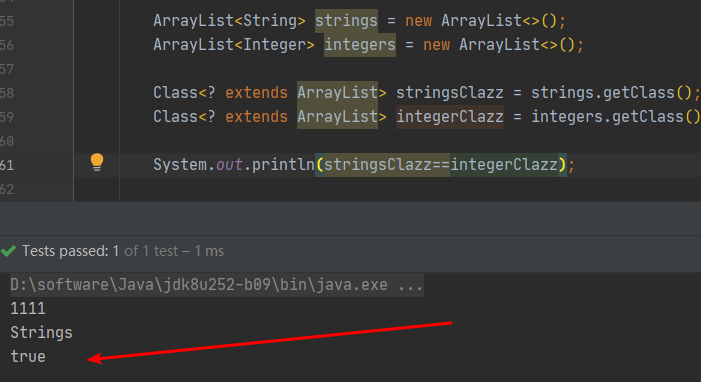 55 ArrayList<String> strings = new ArrayList<>();
56 ArrayList<Integer> integers = new ArrayList<>();
57
58 Class<? extends ArrayList> stringsClazz = strings.getClass();
59 Class<? extends ArrayList> integerClazz = integers.getClass()
60
61 System.out.println(stringsClazz==integerClazz);
62
Tests passed: 1 of 1 test – 1 ms
D:\software\Java\jdk8u252-b09\bin\java.exe ...
1111
Strings
true